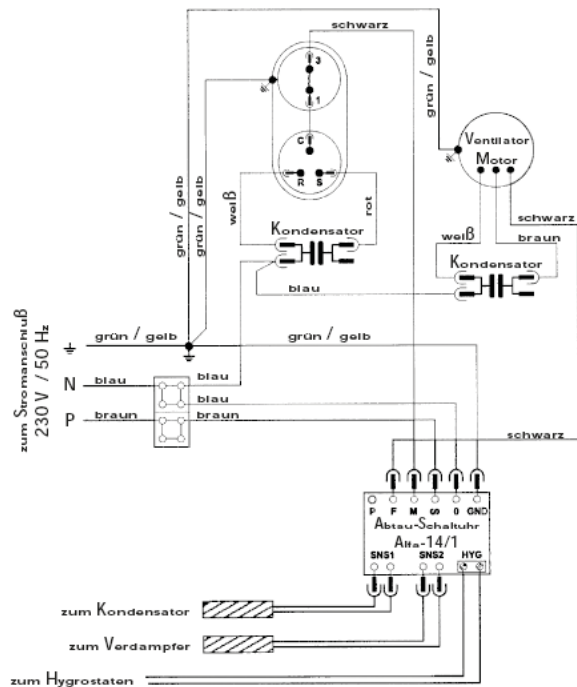 schwarz
3
1
C
R S
grün / gelb
Ventilator
Motor
grün / gelb
grün / gelb
weiß
rot
Kondensator
schwarz
weiß
braun
Kondensator
blau
zum Stromanschluß
230 V / 50 Hz
grün / gelb
grün / gelb
N
blau
blau
blau
P
braun
braun
schwarz
P F M S 0 GND
Abtau-Schaltuhr
Alfa-14/1
SNS1 SNS2 HYG
zum Kondensator
zum Verdampfer
zum Hygrostaten